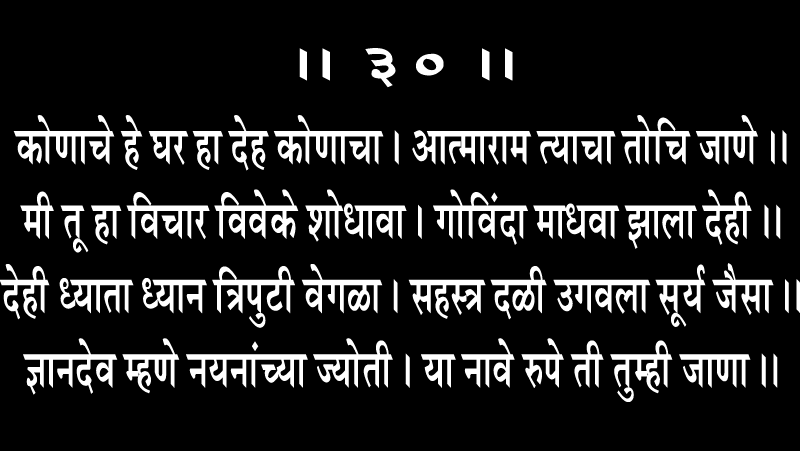 ।। ३० ।।
कोणाचे हे घर हा देह कोणाचा । आत्माराम त्याचा तोचि जाणे ।।
मी तू हा विचार विवेके शोधावा । गोविंदा माधवा झाला देही ।।
देही ध्याता ध्यान त्रिपुटी वेगळा । सहस्त्र दळी उगवला सूर्य जैसा ।।
ज्ञानदेव म्हणे नयनांच्या ज्योती । या नावे रुपे ती तुम्ही जाणा ।।